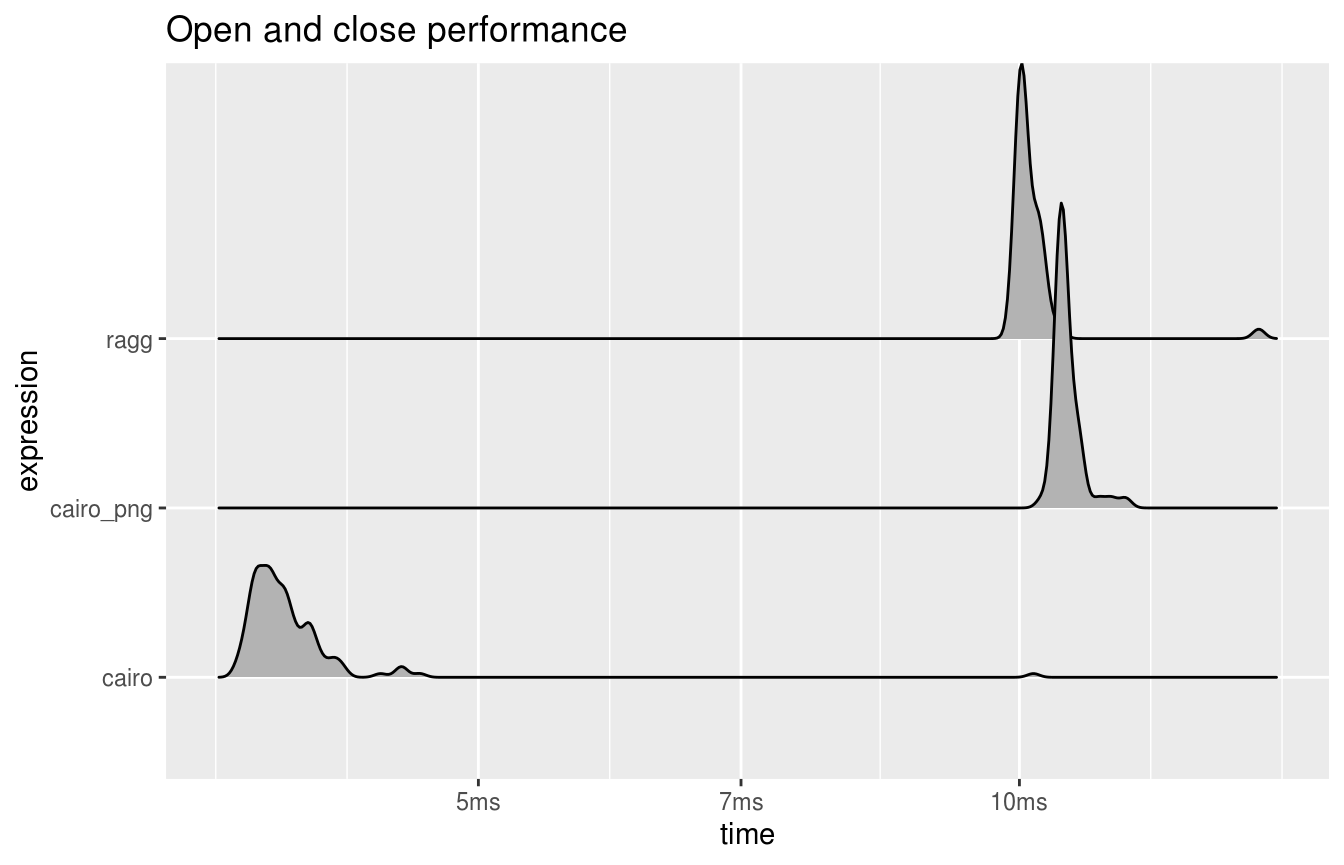 Open and close performance
expression
ragg
cairo_png
cairo
5ms
7ms
10ms
time